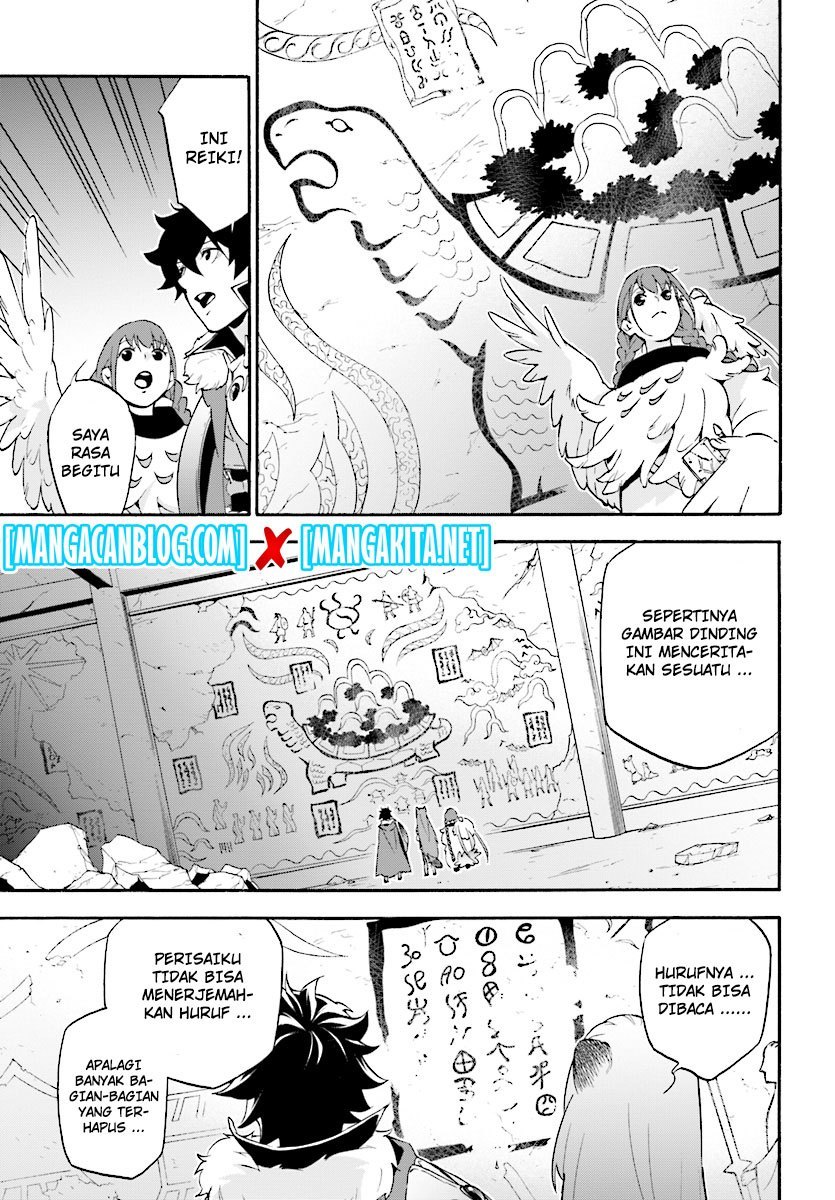 INI
REIKI!
SAYA
RASA
BEGITU
[MANGACANBLOG.COM] X [MANGAKITA.NET]
SEPERTINYA
GAMBAR DINDING
INI MENCERITA-
KAN SESUATU ...
HURUFNYA ...
TIDAK BISA
DIBACA ......
PERISAIKU
TIDAK BISA
MENERJEMAH-
KAN HURUF ...
APALAGI
BANYAK BA-
GIAN-BAGIAN
YANG TER-
HAPUS ...